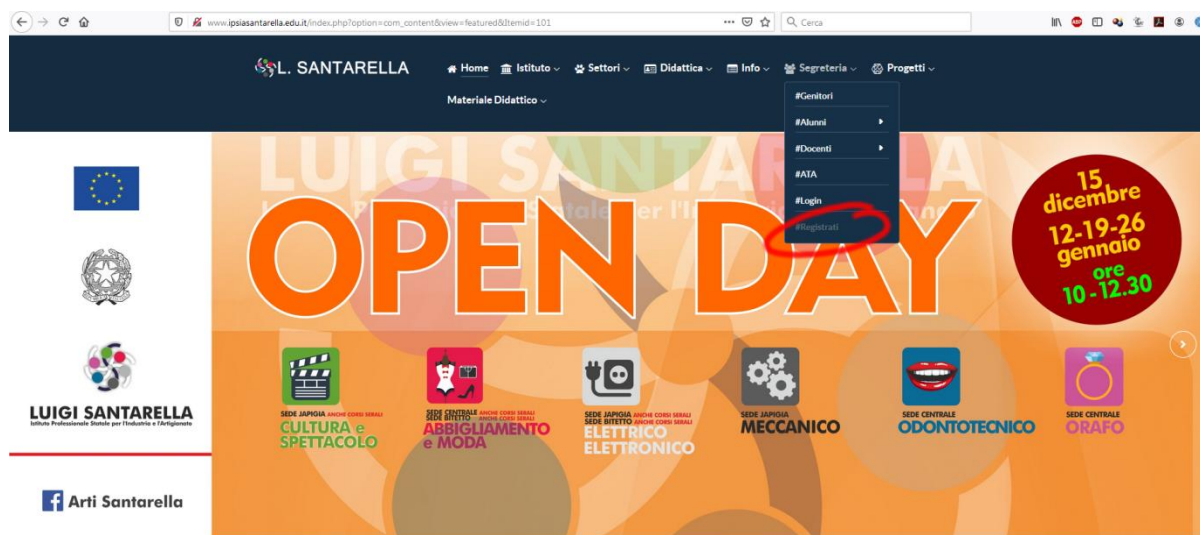 www.ipsiasantarella.edu.it/index.php?option=com_content&view=featured&Itemid=101
Cerca
L. SANTARELLA
Home Istituto Settori Didattica Info Segreteria Progetti
Materiale Didattico
#Genitori
#Alunni
#Docenti
#ATA
#Login
#Registrati
LUIGI SANTARELLA
OPEN DAY
15
dicembre
12-19-26
gennaio
ore
10-12.30
LUIGI SANTARELLA
Istituto Professionale Statale per l'Industria e l'Artigianato
Arti Santarella
SEDE JAPIGIA ANCHE CORSI SERALI
CULTURA e
SPETTACOLO
SEDE CENTRALE ANCHE CORSI SERALI
SEDE BITETTO ANCHE CORSI SERALI
ABBIGLIAMENTO
e MODA
SEDE JAPIGIA ANCHE CORSI SERALI
SEDE BITETTO ANCHE CORSI SERALI
ELETTRICO
ELETTRONICO
SEDE JAPIGIA
MECCANICO
SEDE CENTRALE
ODONTOTECNICO
SEDE CENTRALE
ORAFO